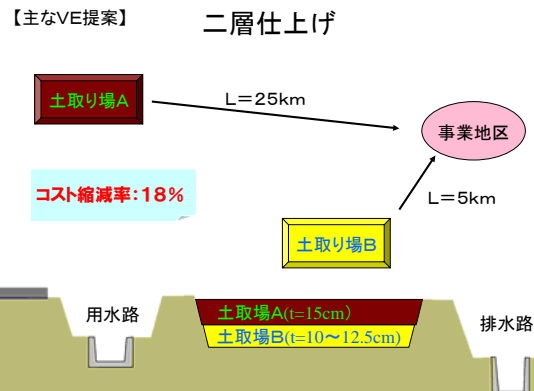 【主なVE提案】
二層仕上げ
土取り場A
L＝25km
事業地区
コスト縮減率：18％
L＝5km
土取り場B
用水路
土取場A(t=15cm）
土取場B(t=10～12.5cm)
排水路